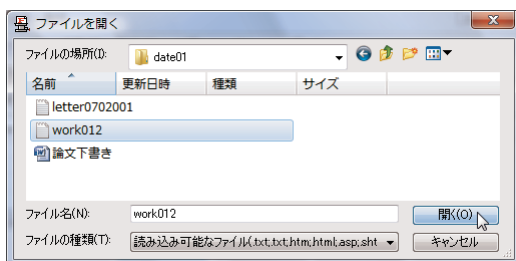 ファイルを開く
ファイルの場所(I): date01
名前 更新日時 種類 サイズ
letter0702001
work012
論文下書き
ファイル名(N): work012 開く(O)
ファイルの種類(T): 読み込み可能なファイル(.txt,txt;htm;html;asp;sht キャンセル